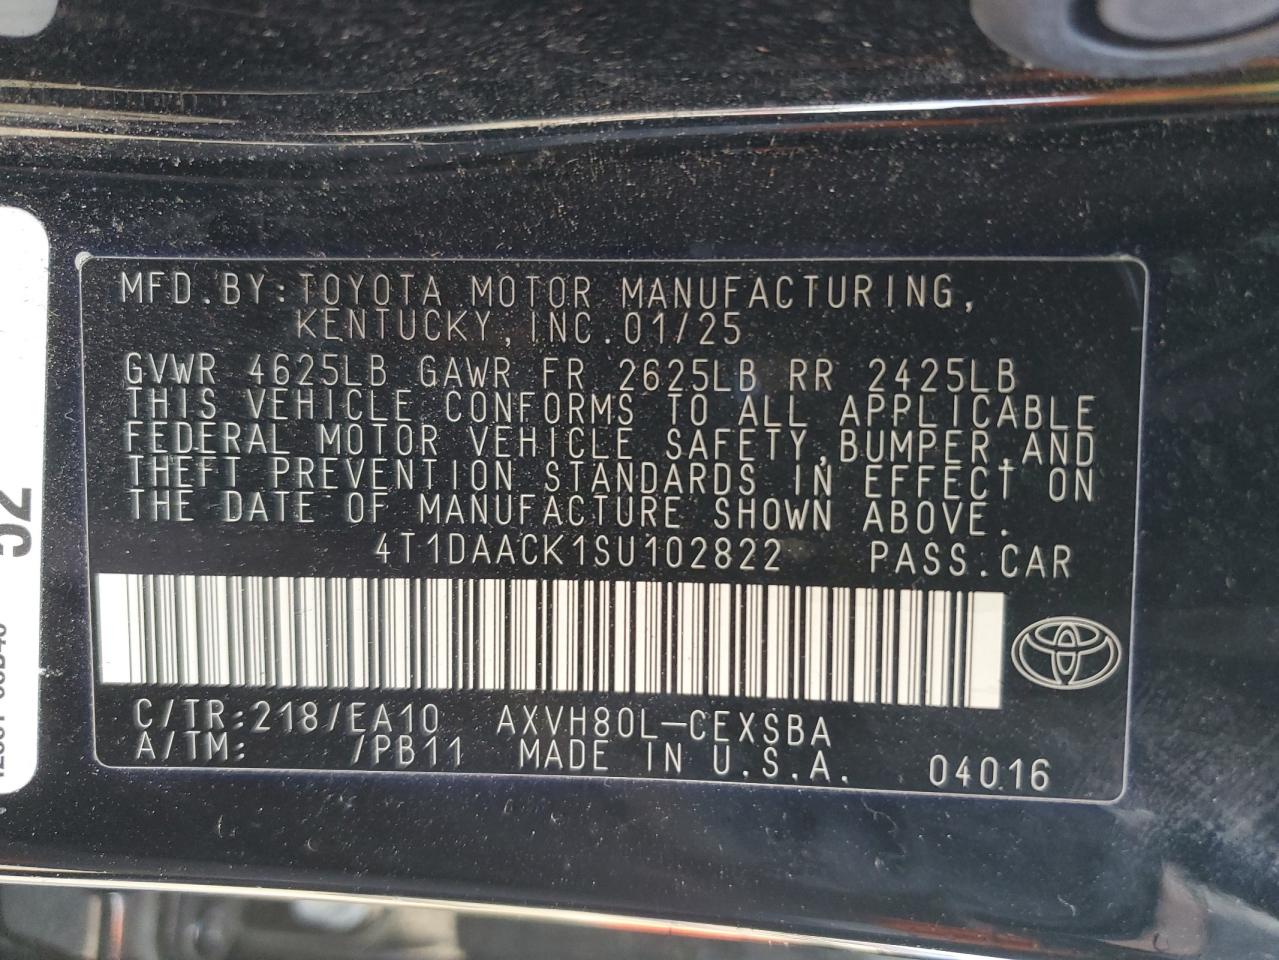 MFD.BY:TOYOTA MOTOR MANUFACTURING,
KENTUCKY,INC.01/25
GVWR 4625LB GAWR FR 2625LB RR 2425LB
THIS VEHICLE CONFORMS TO ALL APPLICABLE
FEDERAL MOTOR VEHICLE SAFETY,BUMPER,AND
THEFT PREVENTION STANDARDS IN EFFECT ON
THE DATE OF MANUFACTURE SHOWN ABOVE.
4T1DAACK1SU102822 PASS.CAR
C/TR:218/EA10 AXVH80L-CEXSBA
A/TM: /PB11 MADE IN U.S.A. 04016
52